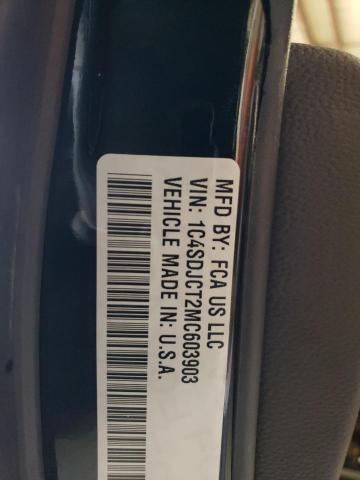 MFD BY: FCA US LLC
VIN: 1C4SDJCT2MC603903
VEHICLE MADE IN: U.S.A.